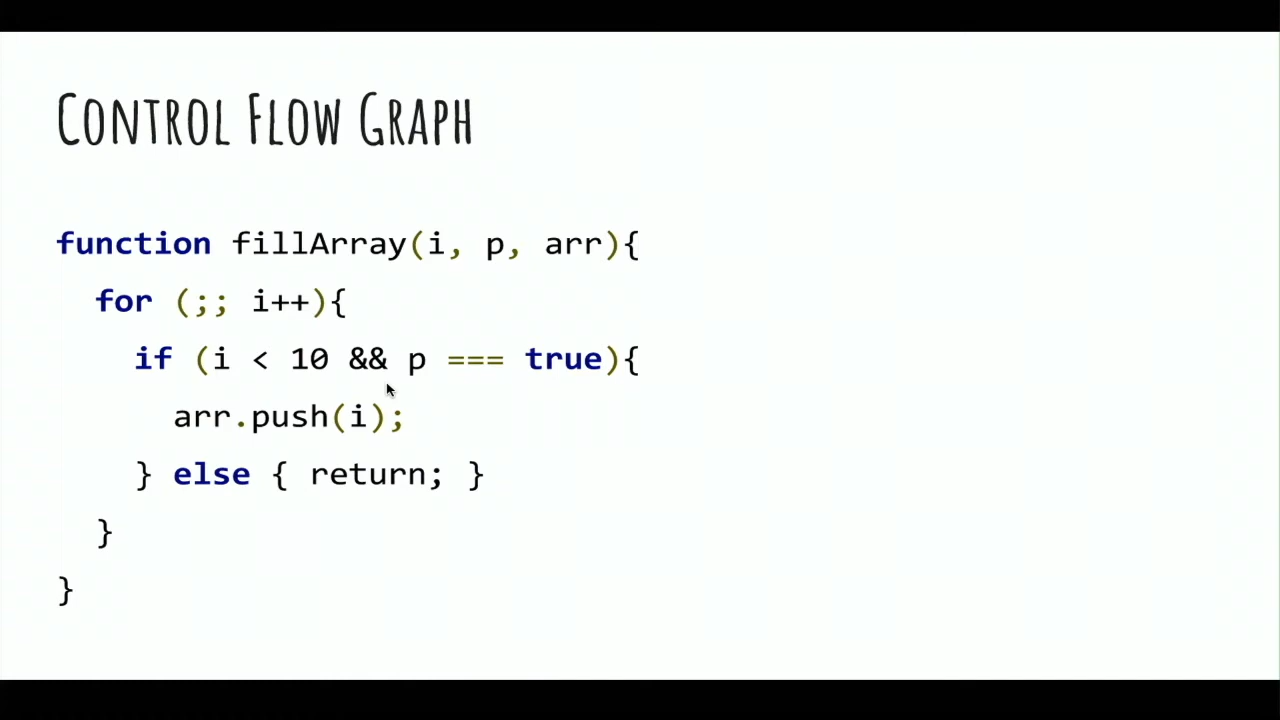 CONTROL FLOW GRAPH
function fillArray(i, p, arr){
for (;; i++){
if (i < 10 && p === true){
arr.push(i);
} else { return; }
}
}